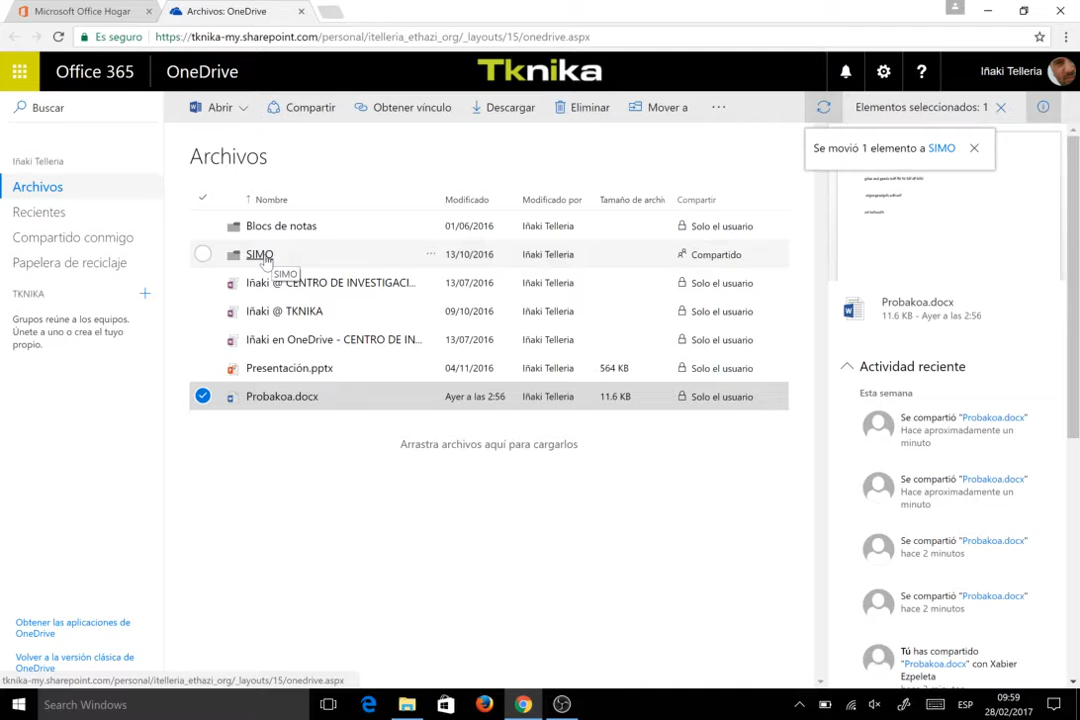 Microsoft Office Hogar
Archivos: OneDrive
Es seguro
https://tknika-my.sharepoint.com/personal/itelleria_ethazi_org/_layouts/15/onedrive.aspx
Office 365
OneDrive
Tknika
Iñaki Telleria
Buscar
Abrir
Compartir
Obtener vínculo
Descargar
Eliminar
Mover a
Elementos seleccionados: 1
Se movió 1 elemento a SIMO
Iñaki Telleria
Archivos
Recientes
Compartido conmigo
Papelera de reciclaje
TKNIKA
Grupos reúne a los equipos.
Únete a uno o crea el tuyo
propio.
Obtener las aplicaciones de
OneDrive
Volver a la versión clásica de
OneDrive
Archivos
Nombre Modificado Modificado por Tamaño de archiv Compartir
Blocs de notas 01/06/2016 Iñaki Telleria Solo el usuario
SIMO 13/10/2016 Iñaki Telleria Compartido
SIMO
Iñaki @ CENTRO DE INVESTIGACI... 13/07/2016 Iñaki Telleria Solo el usuario
Iñaki @ TKNIKA 09/10/2016 Iñaki Telleria Solo el usuario
Iñaki en OneDrive - CENTRO DE IN... 13/07/2016 Iñaki Telleria Solo el usuario
Presentación.pptx 04/11/2016 Iñaki Telleria 564 KB Solo el usuario
Probakoa.docx Ayer a las 2:56 Iñaki Telleria 11.6 KB Solo el usuario
Arrastra archivos aquí para cargarlos
Probakoa.docx
11.6 KB - Ayer a las 2:56
Actividad reciente
Esta semana
Se compartió "Probakoa.docx"
Hace aproximadamente un
minuto
Se compartió "Probakoa.docx"
Hace aproximadamente un
minuto
Se compartió "Probakoa.docx"
hace 2 minutos
Se compartió "Probakoa.docx"
hace 2 minutos
Tú has compartido
"Probakoa.docx" con Xabier
Ezpeleta
tknika-my.sharepoint.com/personal/itelleria_ethazi_org/_layouts/15/onedrive.aspx
Search Windows
ESP
09:59
28/02/2017